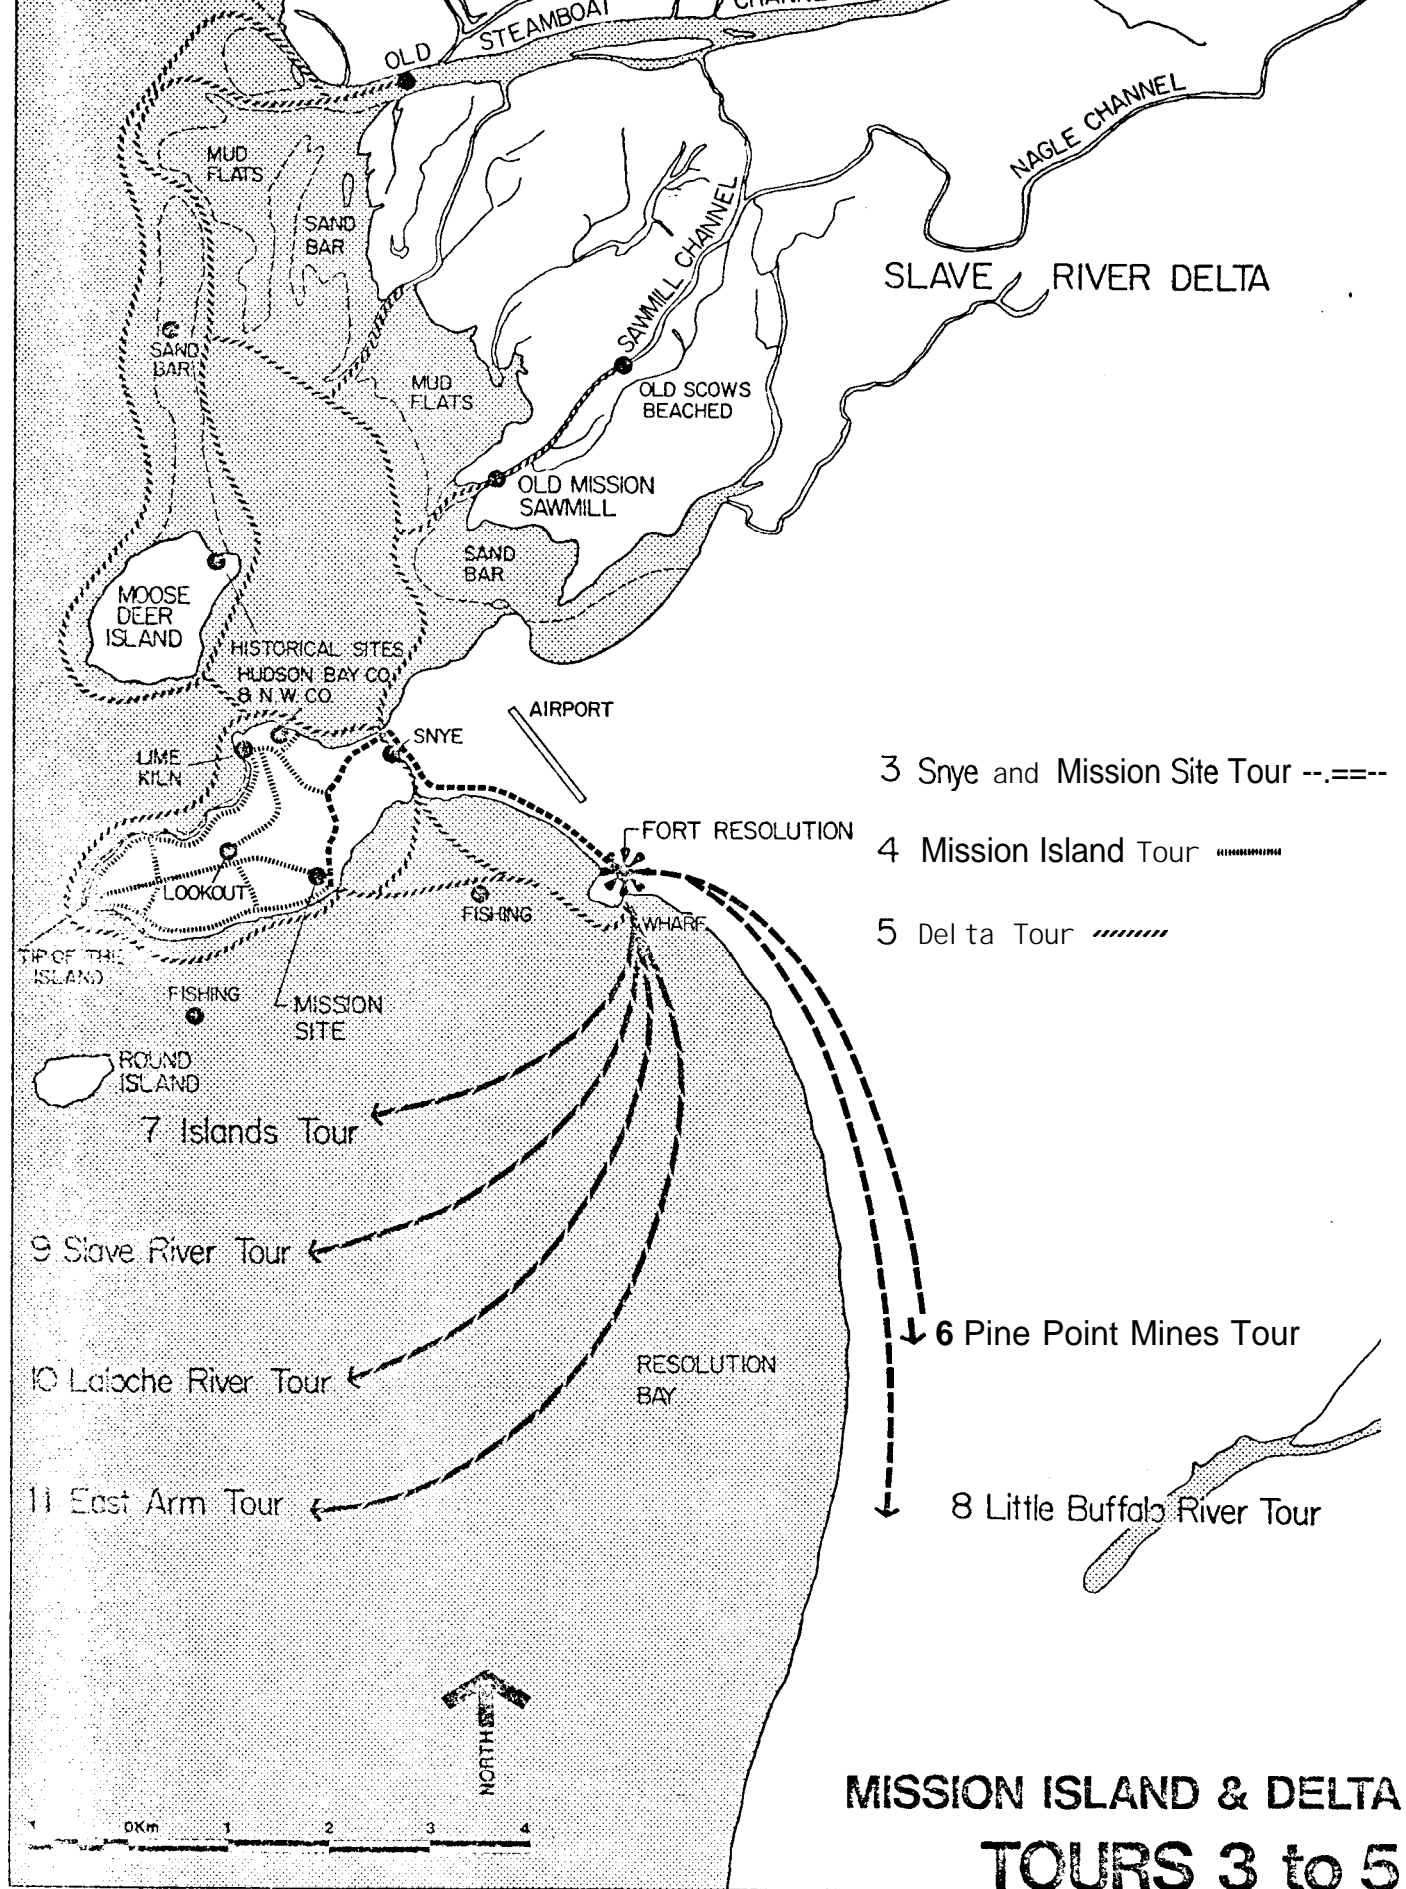 STEAMBOAT
OLD
NAGLE CHANNEL
MUD
FLATS
SAND
BAR
SAWMILL CHANNEL
SLAVE RIVER DELTA
SAND
BAR
MUD
FLATS
OLD SCOWS
BEACHED
OLD MISSION
SAWMILL
SAND
BAR
MOOSE
DEER
ISLAND
HISTORICAL SITES
HUDSON BAY CO.
& N.W. CO.
AIRPORT
SNYE
LIME
KILN
3 Snye and Mission Site Tour --.==--
FORT RESOLUTION
4 Mission Island Tour
LOOKOUT
FISHING
WHARF
5 Delta Tour
TIP OF THE
ISLAND
FISHING
MISSION
SITE
ROUND
ISLAND
7 Islands Tour
9 Slave River Tour
6 Pine Point Mines Tour
10 Laloche River Tour
RESOLUTION
BAY
11 East Arm Tour
8 Little Buffalo River Tour
NORTH
MISSION ISLAND & DELTA
0Km 1 2 3 4
TOURS 3 to 5